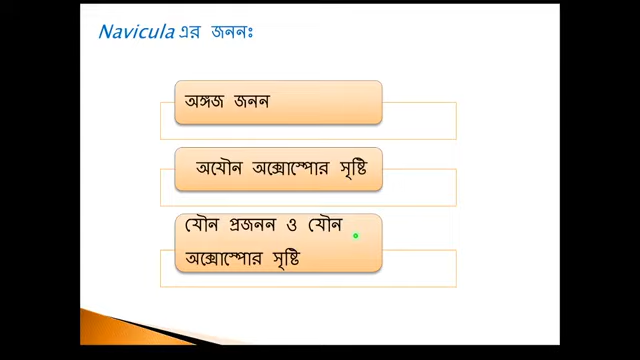 Navicula এর জননঃ
অঙ্গজ জনন
অযৌন অক্সোস্পোর সৃষ্টি
যৌন প্রজনন ও যৌন
অক্সোস্পোর সৃষ্টি